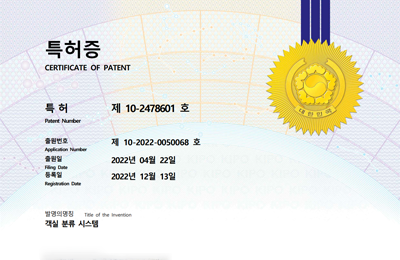 특허증
CERTIFICATE OF PATENT
특 허 제 10-2478601 호
Patent Number
출원번호 제 10-2022-0050068 호
Application Number
출원일 2022년 04월 22일
Filing Date
등록일 2022년 12월 13일
Registration Date
발명의명칭 Title of the Invention
객실 분류 시스템
대한민국